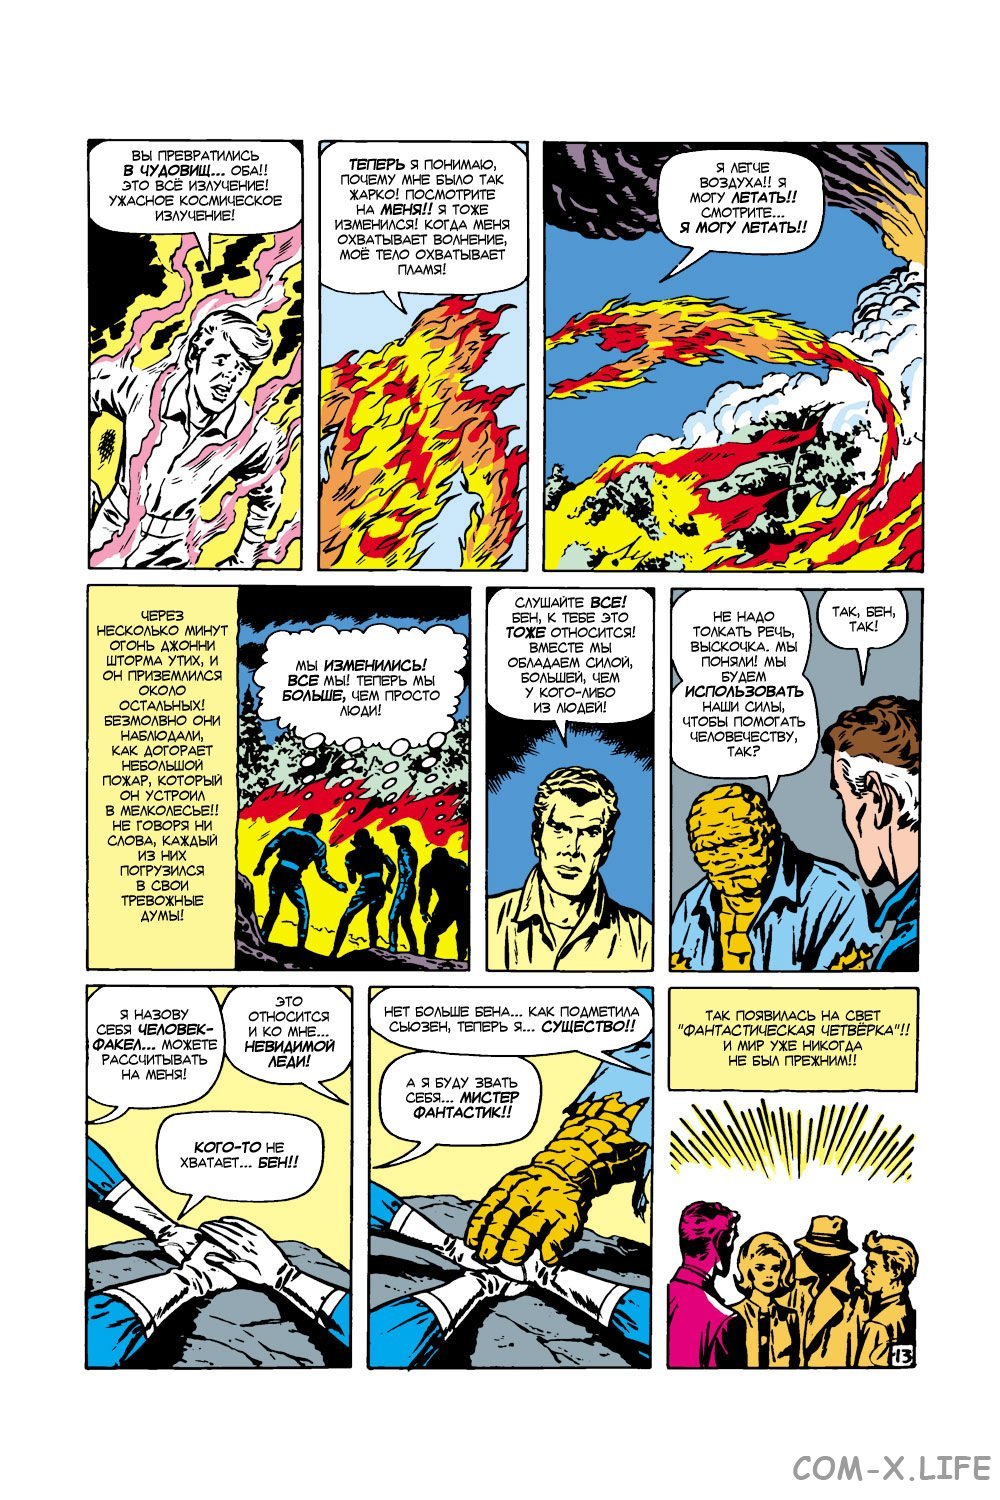 ВЫ ПРЕВРАТИЛИСЬ
В ЧУДОВИЩ... ОБА!!
ЭТО ВСЁ ИЗЛУЧЕНИЕ!
УЖАСНОЕ КОСМИЧЕСКОЕ
ИЗЛУЧЕНИЕ!
ТЕПЕРЬ Я ПОНИМАЮ,
ПОЧЕМУ МНЕ БЫЛО ТАК
ЖАРКО! ПОСМОТРИТЕ
НА МЕНЯ!! Я ТОЖЕ
ИЗМЕНИЛСЯ! КОГДА МЕНЯ
ОХВАТЫВАЕТ ВОЛНЕНИЕ,
МОЁ ТЕЛО ОХВАТЫВАЕТ
ПЛАМЯ!
Я ЛЕГЧЕ
ВОЗДУХА!! Я
МОГУ ЛЕТАТЬ!!
СМОТРИТЕ...
Я МОГУ ЛЕТАТЬ!!
ЧЕРЕЗ
НЕСКОЛЬКО МИНУТ
ОГОНЬ ДЖОННИ
ШТОРМА УТИХ, И
ОН ПРИЗЕМЛИЛСЯ
ОКОЛО
ОСТАЛЬНЫХ!
БЕЗМОЛВНО ОНИ
НАБЛЮДАЛИ,
КАК ДОГОРАЕТ
НЕБОЛЬШОЙ
ПОЖАР, КОТОРЫЙ
ОН УСТРОИЛ
В МЕЛКОЛЕСЬЕ!!
НЕ ГОВОРЯ НИ
СЛОВА, КАЖДЫЙ
ИЗ НИХ
ПОГРУЗИЛСЯ
В СВОИ
ТРЕВОЖНЫЕ
ДУМЫ!
МЫ ИЗМЕНИЛИСЬ!
ВСЕ МЫ! ТЕПЕРЬ МЫ
БОЛЬШЕ, ЧЕМ ПРОСТО
ЛЮДИ!
СЛУШАЙТЕ ВСЕ!
БЕН, К ТЕБЕ ЭТО
ТОЖЕ ОТНОСИТСЯ!
ВМЕСТЕ МЫ
ОБЛАДАЕМ СИЛОЙ,
БОЛЬШЕЙ, ЧЕМ
У КОГО-ЛИБО
ИЗ ЛЮДЕЙ!
НЕ НАДО
ТОЛКАТЬ РЕЧЬ,
ВЫСКОЧКА. МЫ
ПОНЯЛИ! МЫ
БУДЕМ
ИСПОЛЬЗОВАТЬ
НАШИ СИЛЫ,
ЧТОБЫ ПОМОГАТЬ
ЧЕЛОВЕЧЕСТВУ,
ТАК?
ТАК, БЕН,
ТАК!
Я НАЗОВУ
СЕБЯ ЧЕЛОВЕК-
ФАКЕЛ... МОЖЕТЕ
РАССЧИТЫВАТЬ
НА МЕНЯ!
ЭТО
ОТНОСИТСЯ
И КО МНЕ...
НЕВИДИМОЙ
ЛЕДИ!
КОГО-ТО НЕ
ХВАТАЕТ... БЕН!!
НЕТ БОЛЬШЕ БЕНА... КАК ПОДМЕТИЛА
СЬЮЗЕН, ТЕПЕРЬ Я... СУЩЕСТВО!!
А Я БУДУ ЗВАТЬ
СЕБЯ... МИСТЕР
ФАНТАСТИК!!
ТАК ПОЯВИЛАСЬ НА СВЕТ
"ФАНТАСТИЧЕСКАЯ ЧЕТВЁРКА"!!
И МИР УЖЕ НИКОГДА
НЕ БЫЛ ПРЕЖНИМ!!
13
COM-X.LIFE